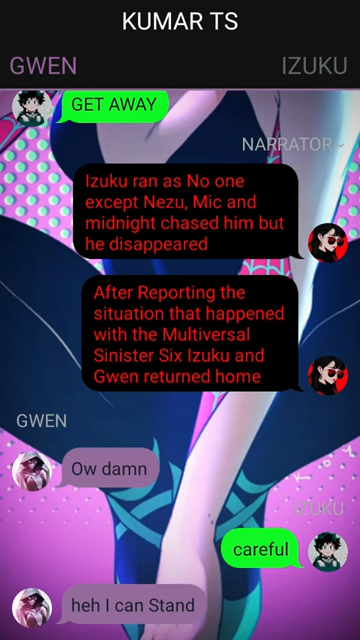 KUMAR TS
GWEN
IZUKU
GET AWAY
NARRATOR
Izuku ran as No one
except Nezu, Mic and
midnight chased him but
he disappeared
After Reporting the
situation that happened
with the Multiversal
Sinister Six Izuku and
Gwen returned home
GWEN
Ow damn
IZUKU
careful
heh I can Stand